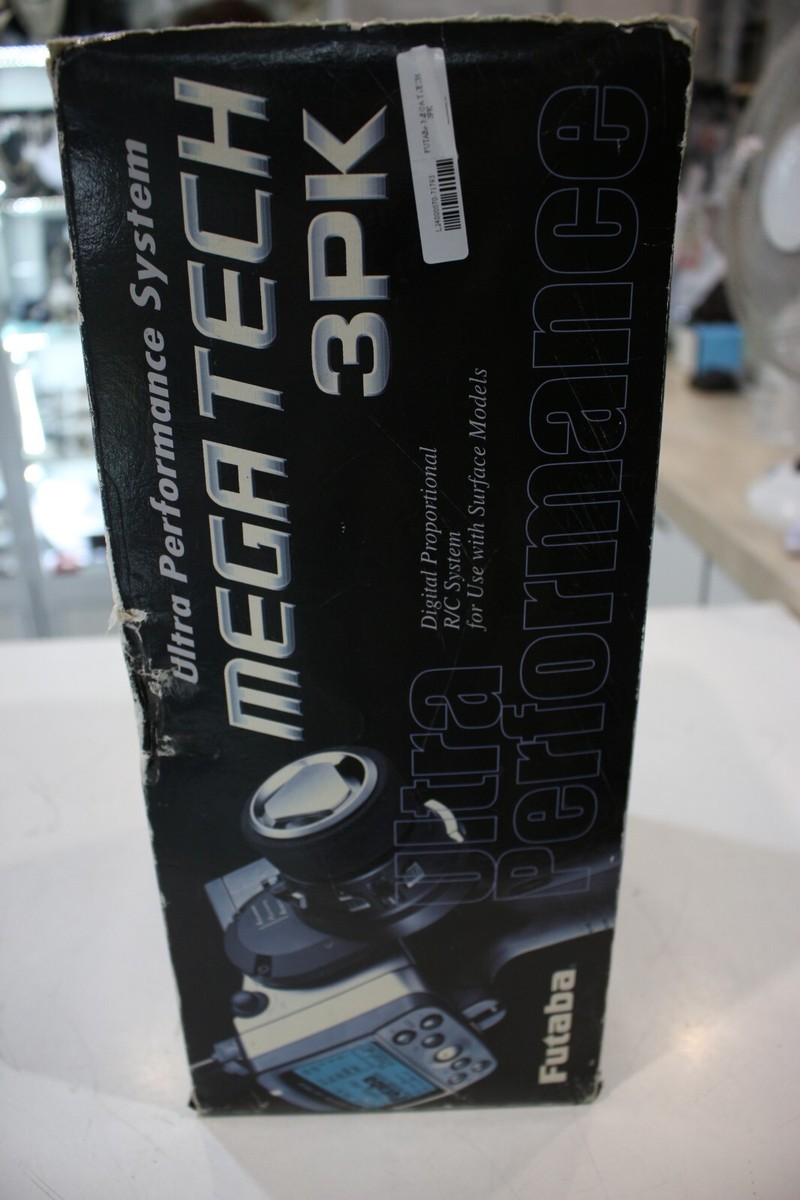 Ultra Performance System
MEGA TECH
3PK
Digital Proportional
R/C System
for Use with Surface Models
Ultra
Performance
Futaba